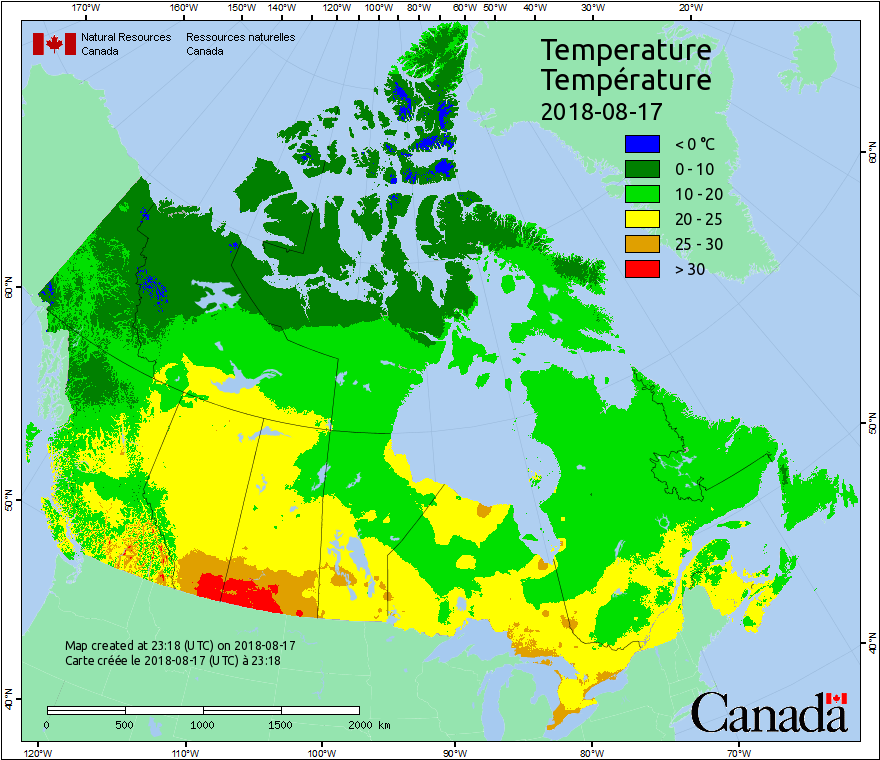 170°W 160°W 150°W 140°W 130°W 120°W 110°W 100°W 80°W 60°W 50°W 40°W 30°W 20°W
Natural Resources Ressources naturelles
Canada Canada
Temperature
Température
2018-08-17
< 0 °C
0 - 10
10 - 20
20 - 25
25 - 30
> 30
60°N
60°N
50°N
50°N
40°N
40°N
Map created at 23:18 (UTC) on 2018-08-17
Carte créée le 2018-08-17 (UTC) à 23:18
0 500 1000 1500 2000 km
Canada
120°W 110°W 100°W 90°W 80°W 70°W